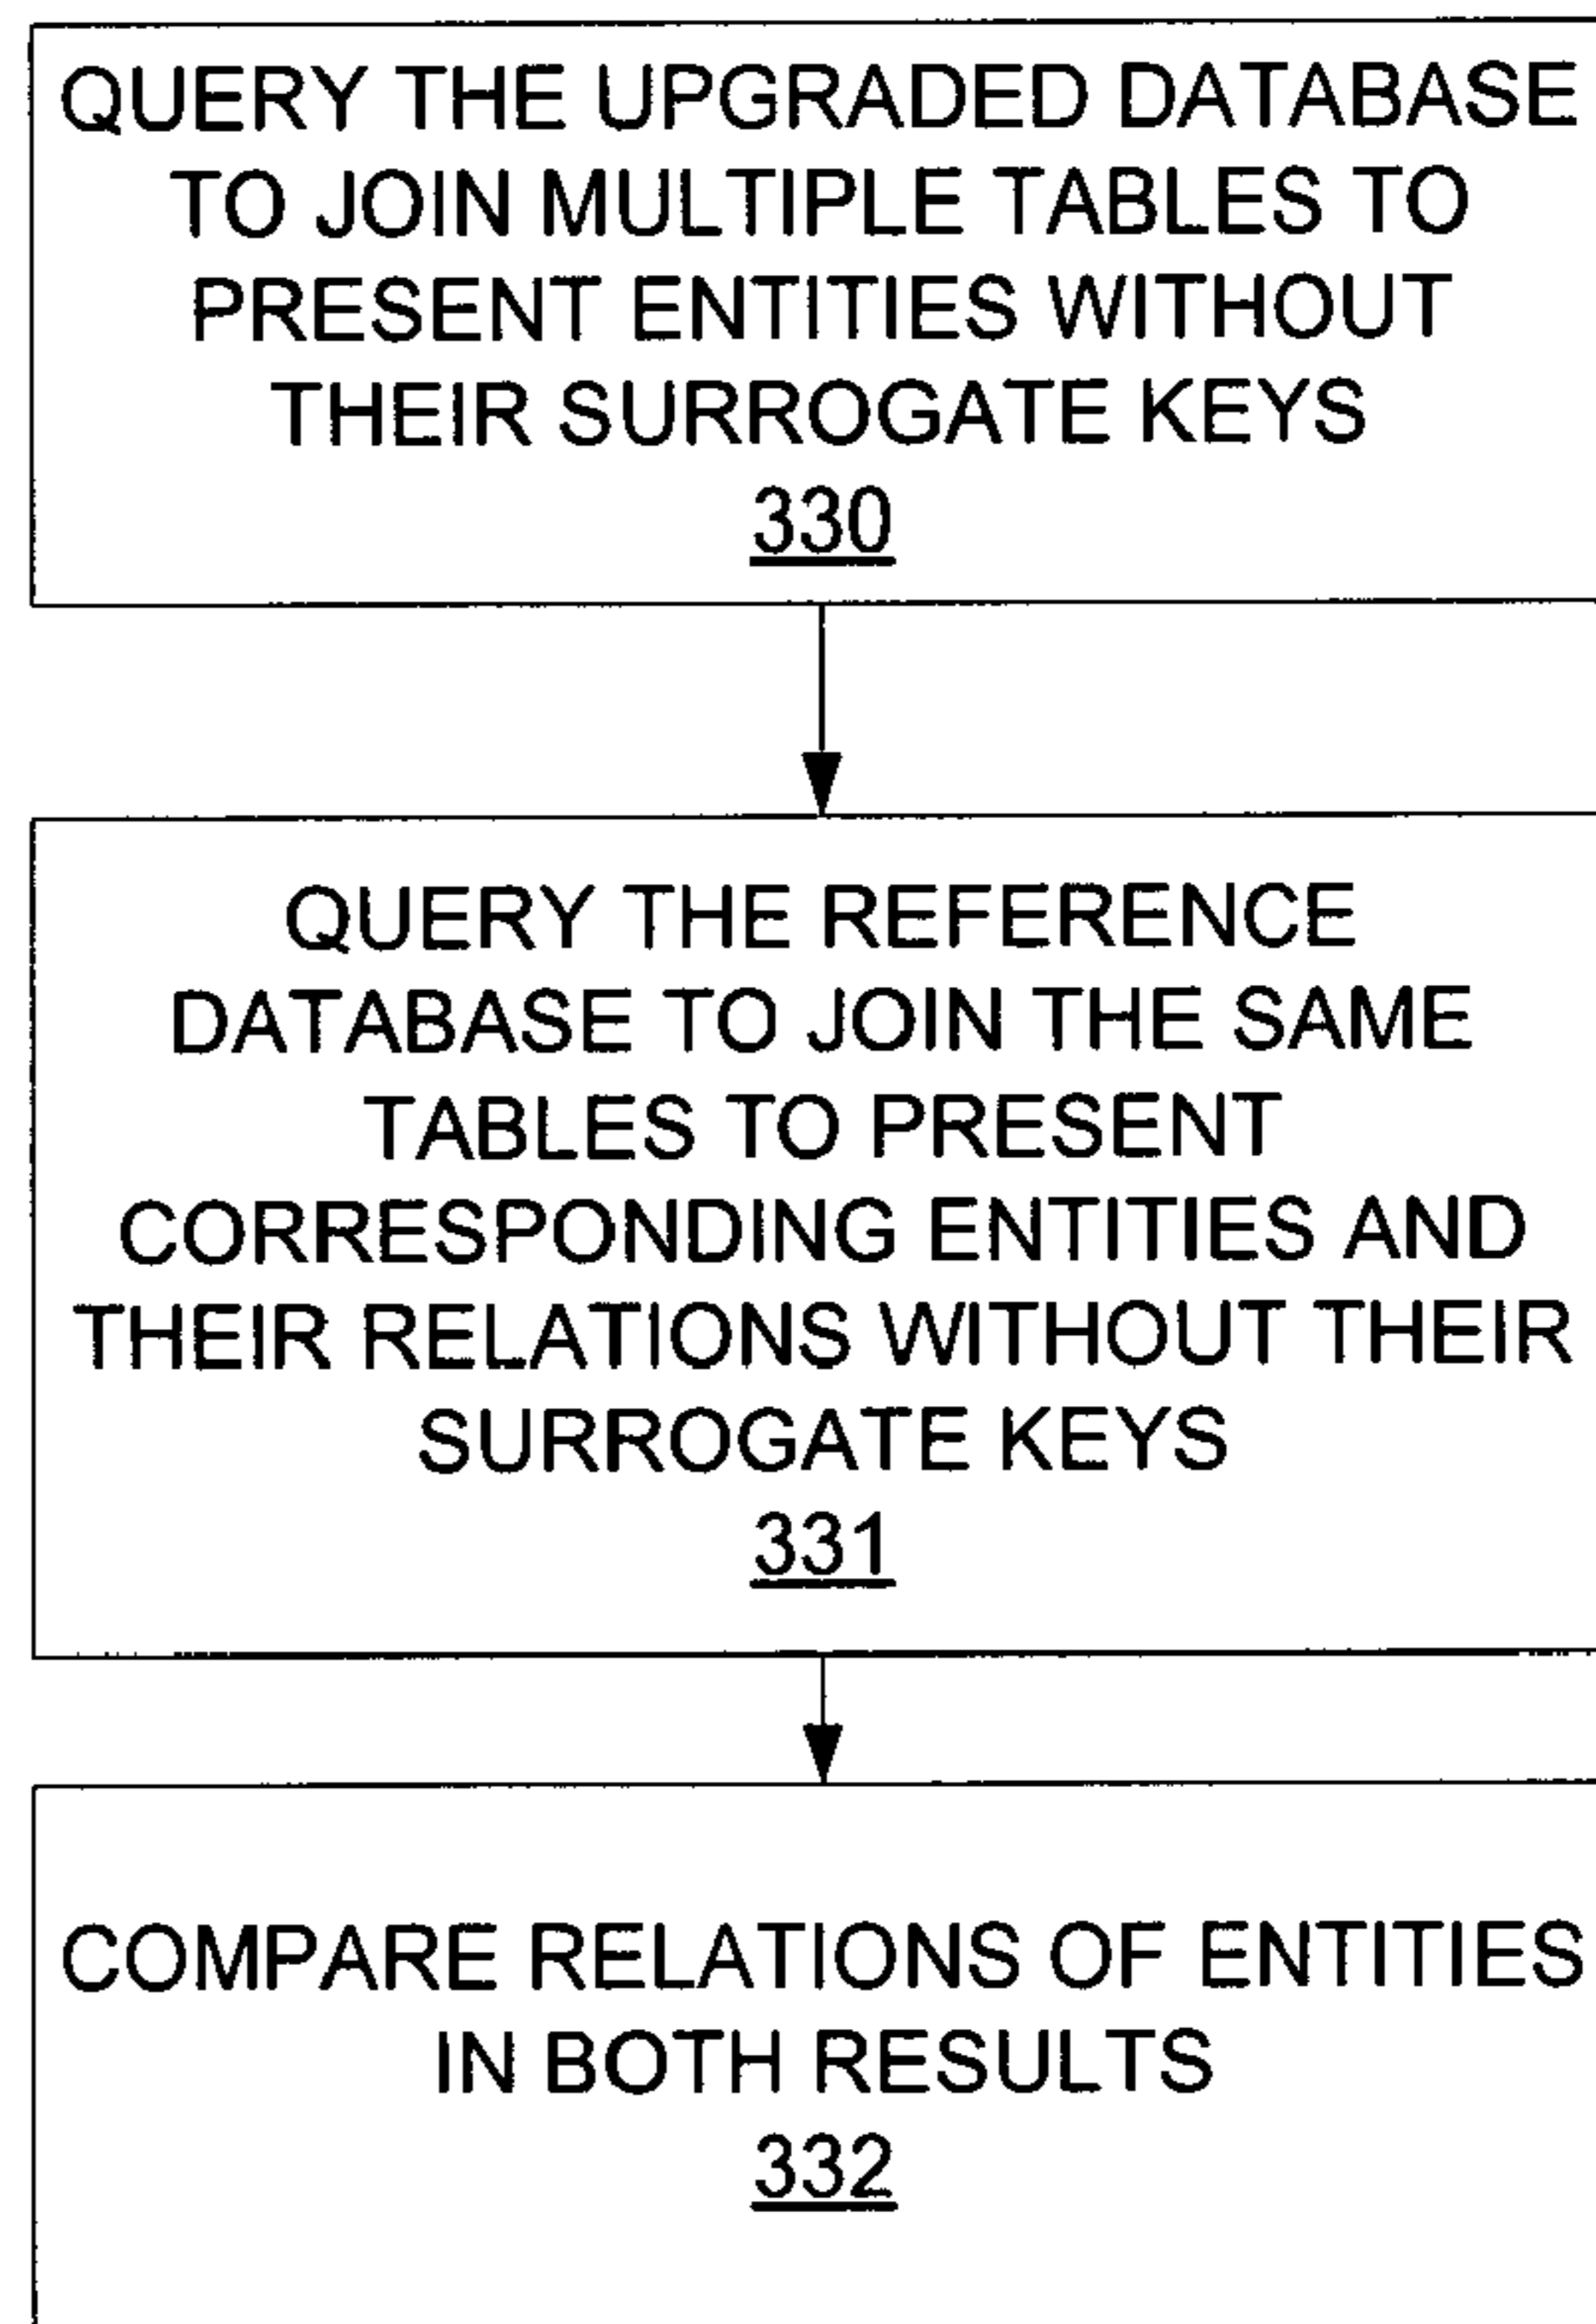 QUERY THE UPGRADED DATABASE
TO JOIN MULTIPLE TABLES TO
PRESENT ENTITIES WITHOUT
THEIR SURROGATE KEYS
330
QUERY THE REFERENCE
DATABASE TO JOIN THE SAME
TABLES TO PRESENT
CORRESPONDING ENTITIES AND
THEIR RELATIONS WITHOUT THEIR
SURROGATE KEYS
331
COMPARE RELATIONS OF ENTITIES
IN BOTH RESULTS
332